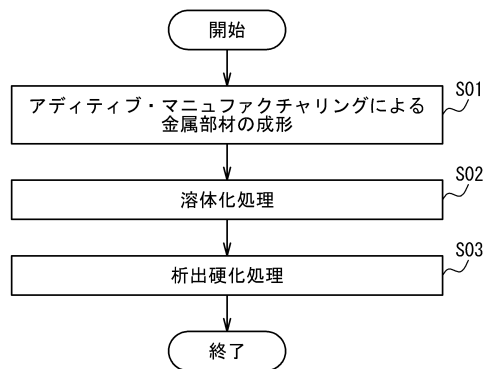 開始
アディティブ・マニュファクチャリングによる
金属部材の成形
S01
溶体化処理
S02
析出硬化処理
S03
終了